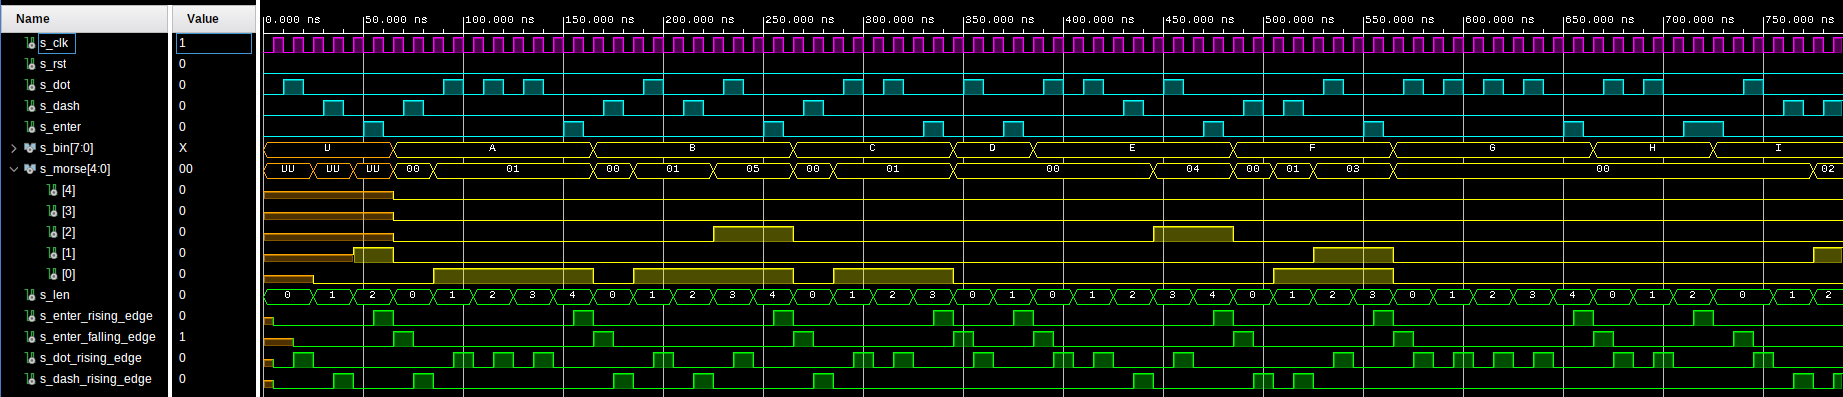 Name Value 0.000 ns 50.000 ns 100.000 ns 150.000 ns 200.000 ns 250.000 ns 300.000 ns 350.000 ns 400.000 ns 450.000 ns 500.000 ns 550.000 ns 600.000 ns 650.000 ns 700.000 ns 750.000 ns
s_clk 1
s_rst 0
s_dot 0
s_dash 0
s_enter 0
s_bin[7:0] X U A B C D E F G H I
s_morse[4:0] 00 UU UU UU 00 01 00 01 05 00 01 00 04 00 01 03 00 02
[4] 0
[3] 0
[2] 0
[1] 0
[0] 0
s_len 0 0 1 2 0 1 2 3 4 0 1 2 3 4 0 1 2 3 0 1 0 1 2 3 4 0 1 2 3 0 1 2 3 4 0 1 2 0 1 2
s_enter_rising_edge 0
s_enter_falling_edge 1
s_dot_rising_edge 0
s_dash_rising_edge 0